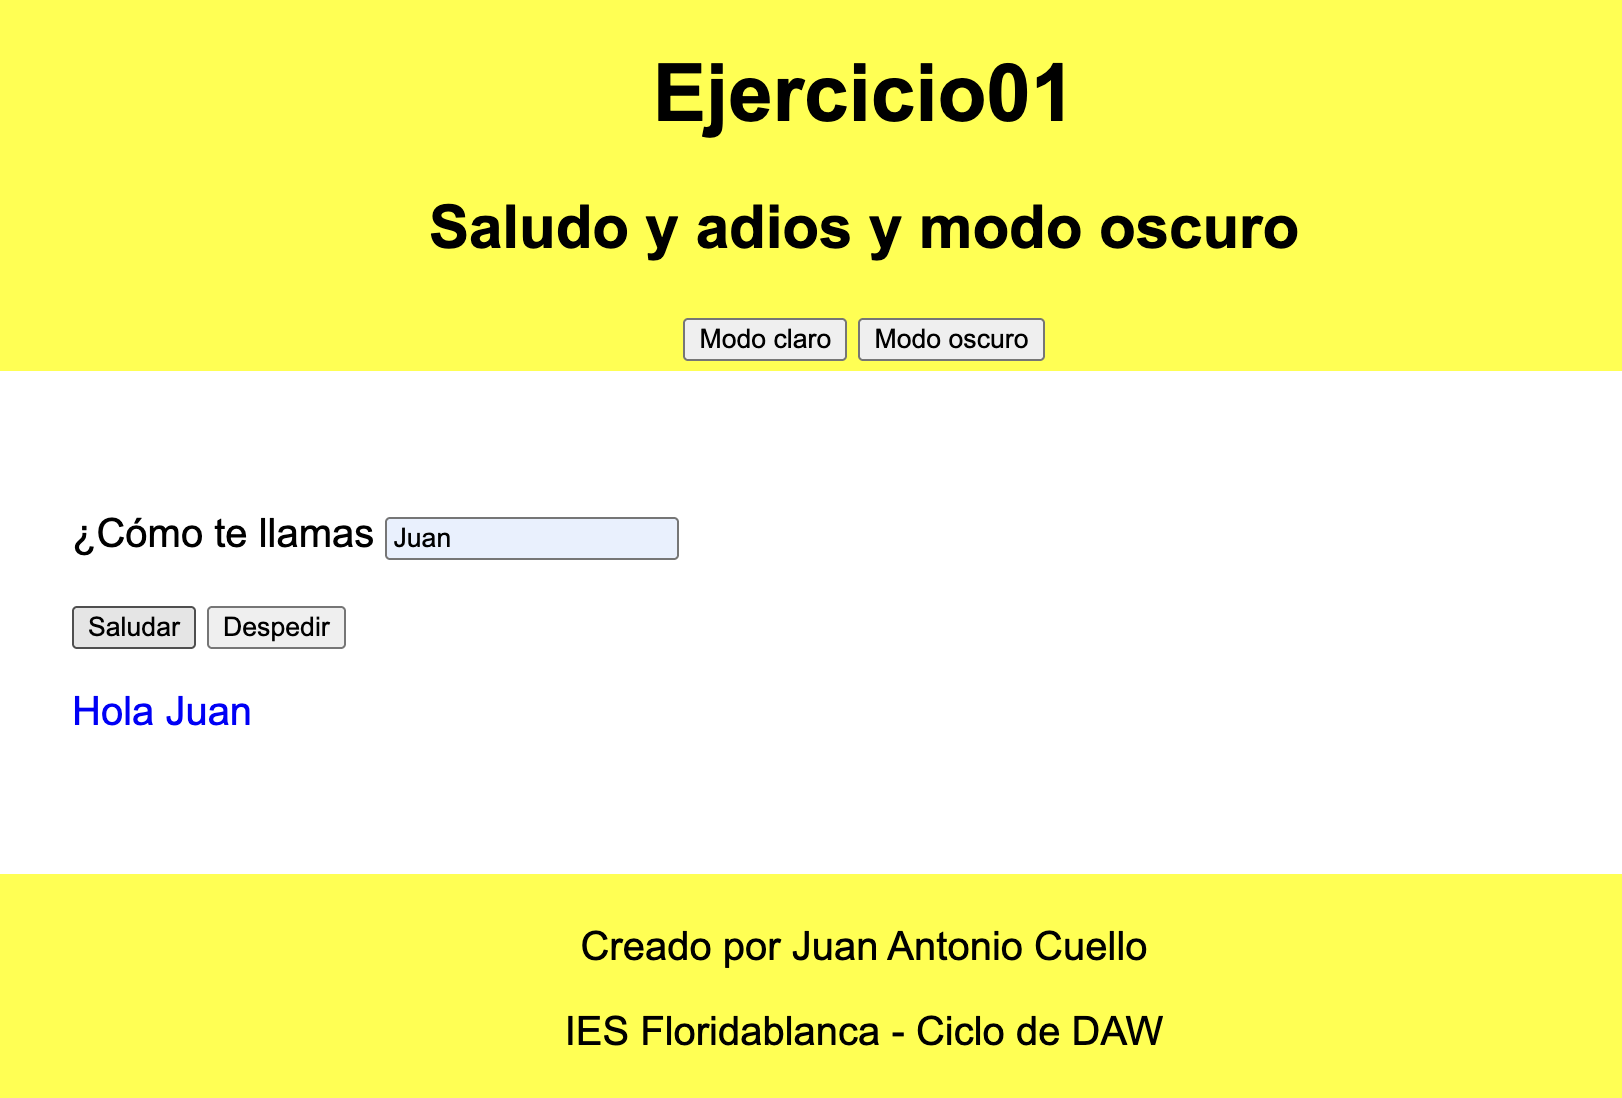 Ejercicio01
Saludo y adios y modo oscuro
Modo claro Modo oscuro
¿Cómo te llamas Juan
Saludar Despedir
Hola Juan
Creado por Juan Antonio Cuello
IES Floridablanca - Ciclo de DAW